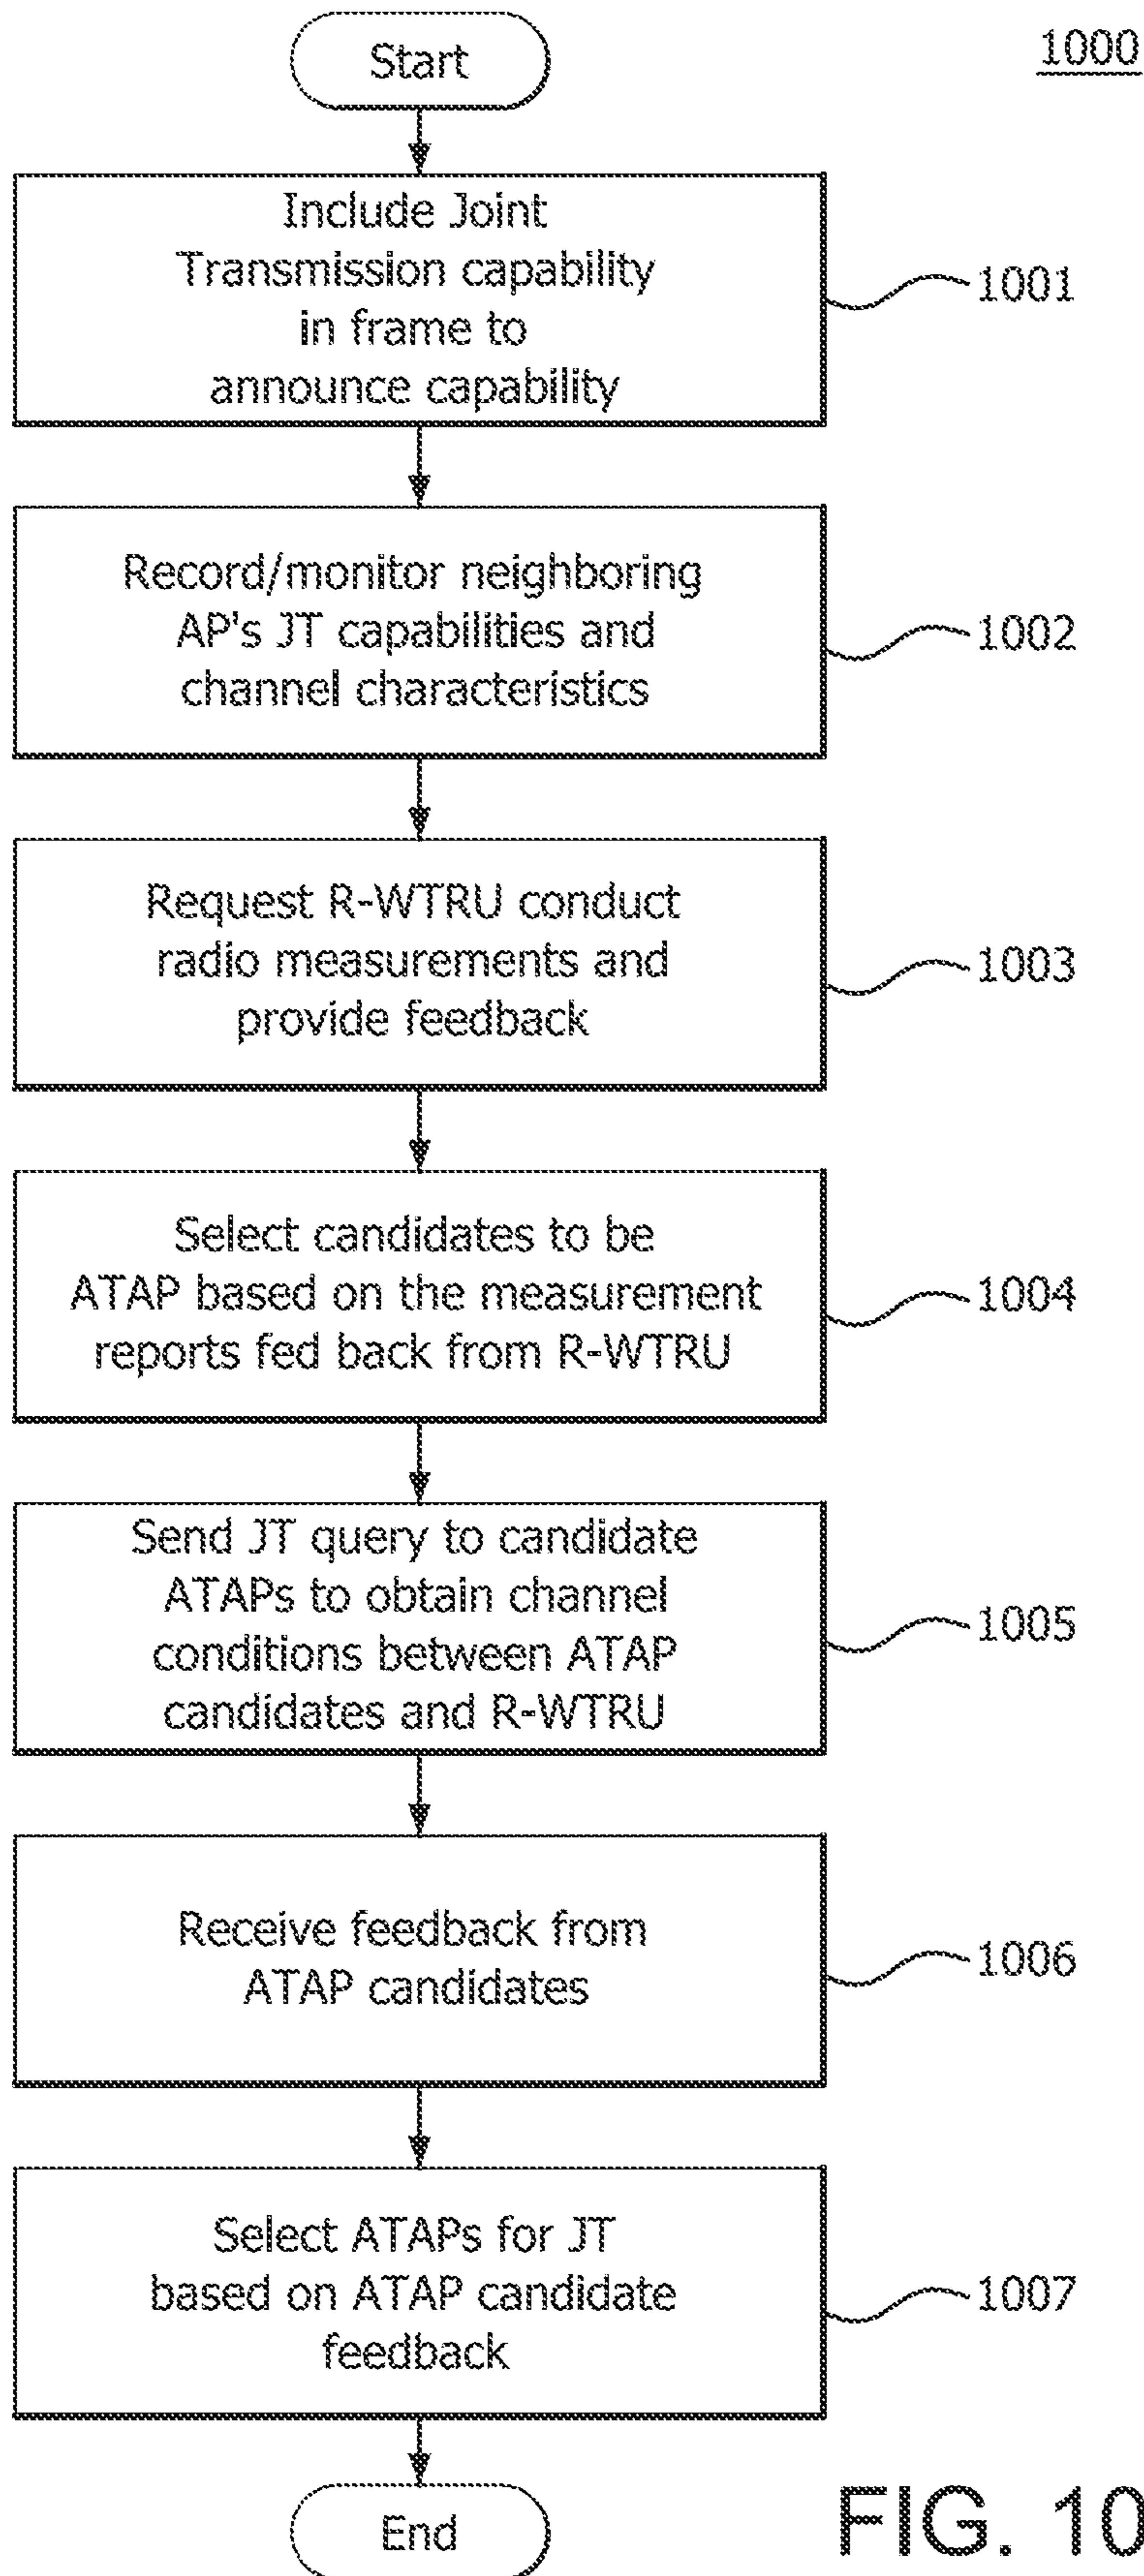 Start
1000
Include Joint
Transmission capability
in frame to
announce capability
1001
Record/monitor neighboring
AP's JT capabilities and
channel characteristics
1002
Request R-WTRU conduct
radio measurements and
provide feedback
1003
Select candidates to be
ATAP based on the measurement
reports fed back from R-WTRU
1004
Send JT query to candidate
ATAPs to obtain channel
conditions between ATAP
candidates and R-WTRU
1005
Receive feedback from
ATAP candidates
1006
Select ATAPs for JT
based on ATAP candidate
feedback
1007
End
FIG. 10